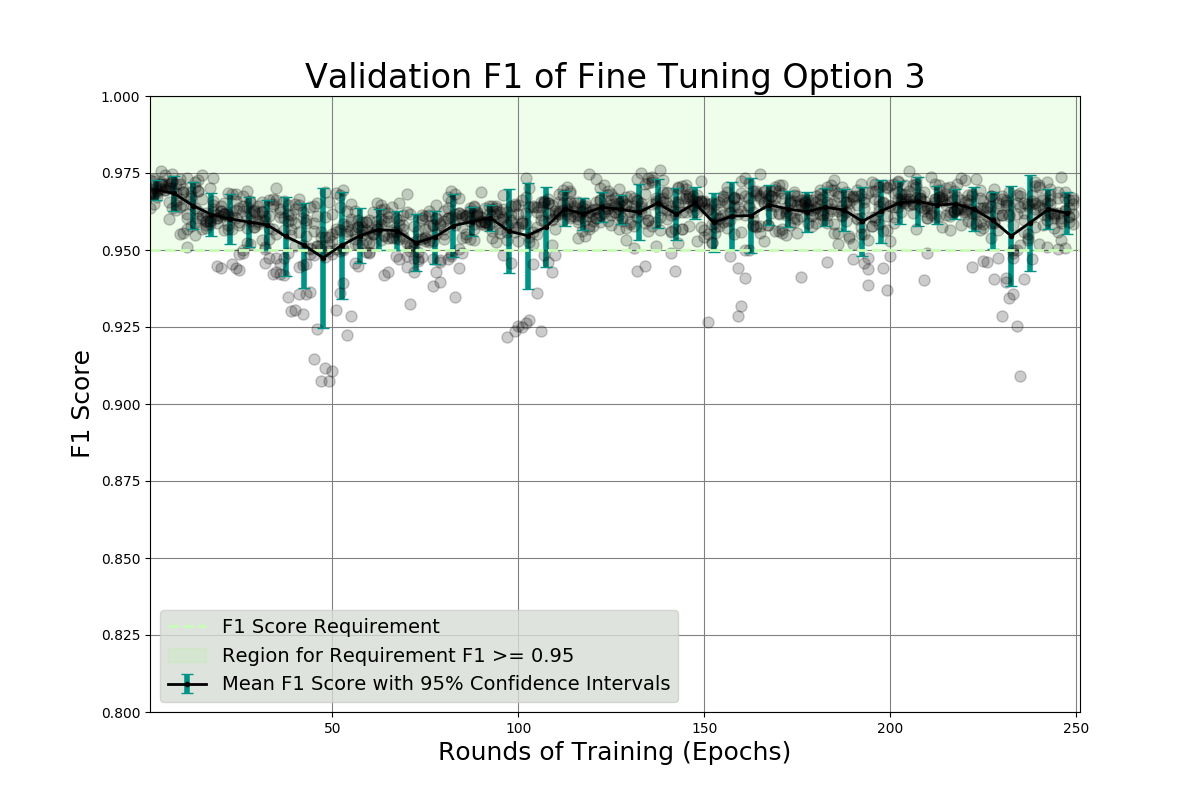 Validation F1 of Fine Tuning Option 3
1.000
0.975
0.950
0.925
0.900
0.875
0.850
0.825
0.800
F1 Score
F1 Score Requirement
Region for Requirement F1 >= 0.95
Mean F1 Score with 95% Confidence Intervals
50
100
150
200
250
Rounds of Training (Epochs)